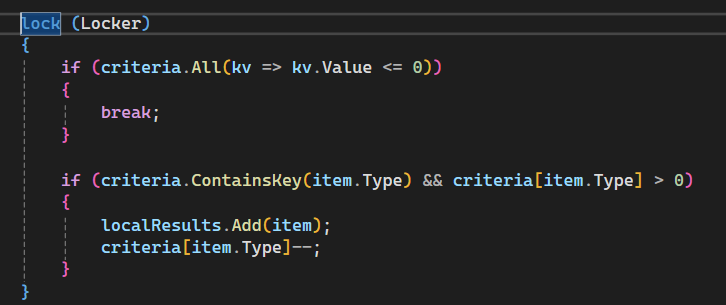 lock (Locker)
{
if (criteria.All(kv => kv.Value <= 0))
{
break;
}
if (criteria.ContainsKey(item.Type) && criteria[item.Type] > 0)
{
localResults.Add(item);
criteria[item.Type]--;
}
}